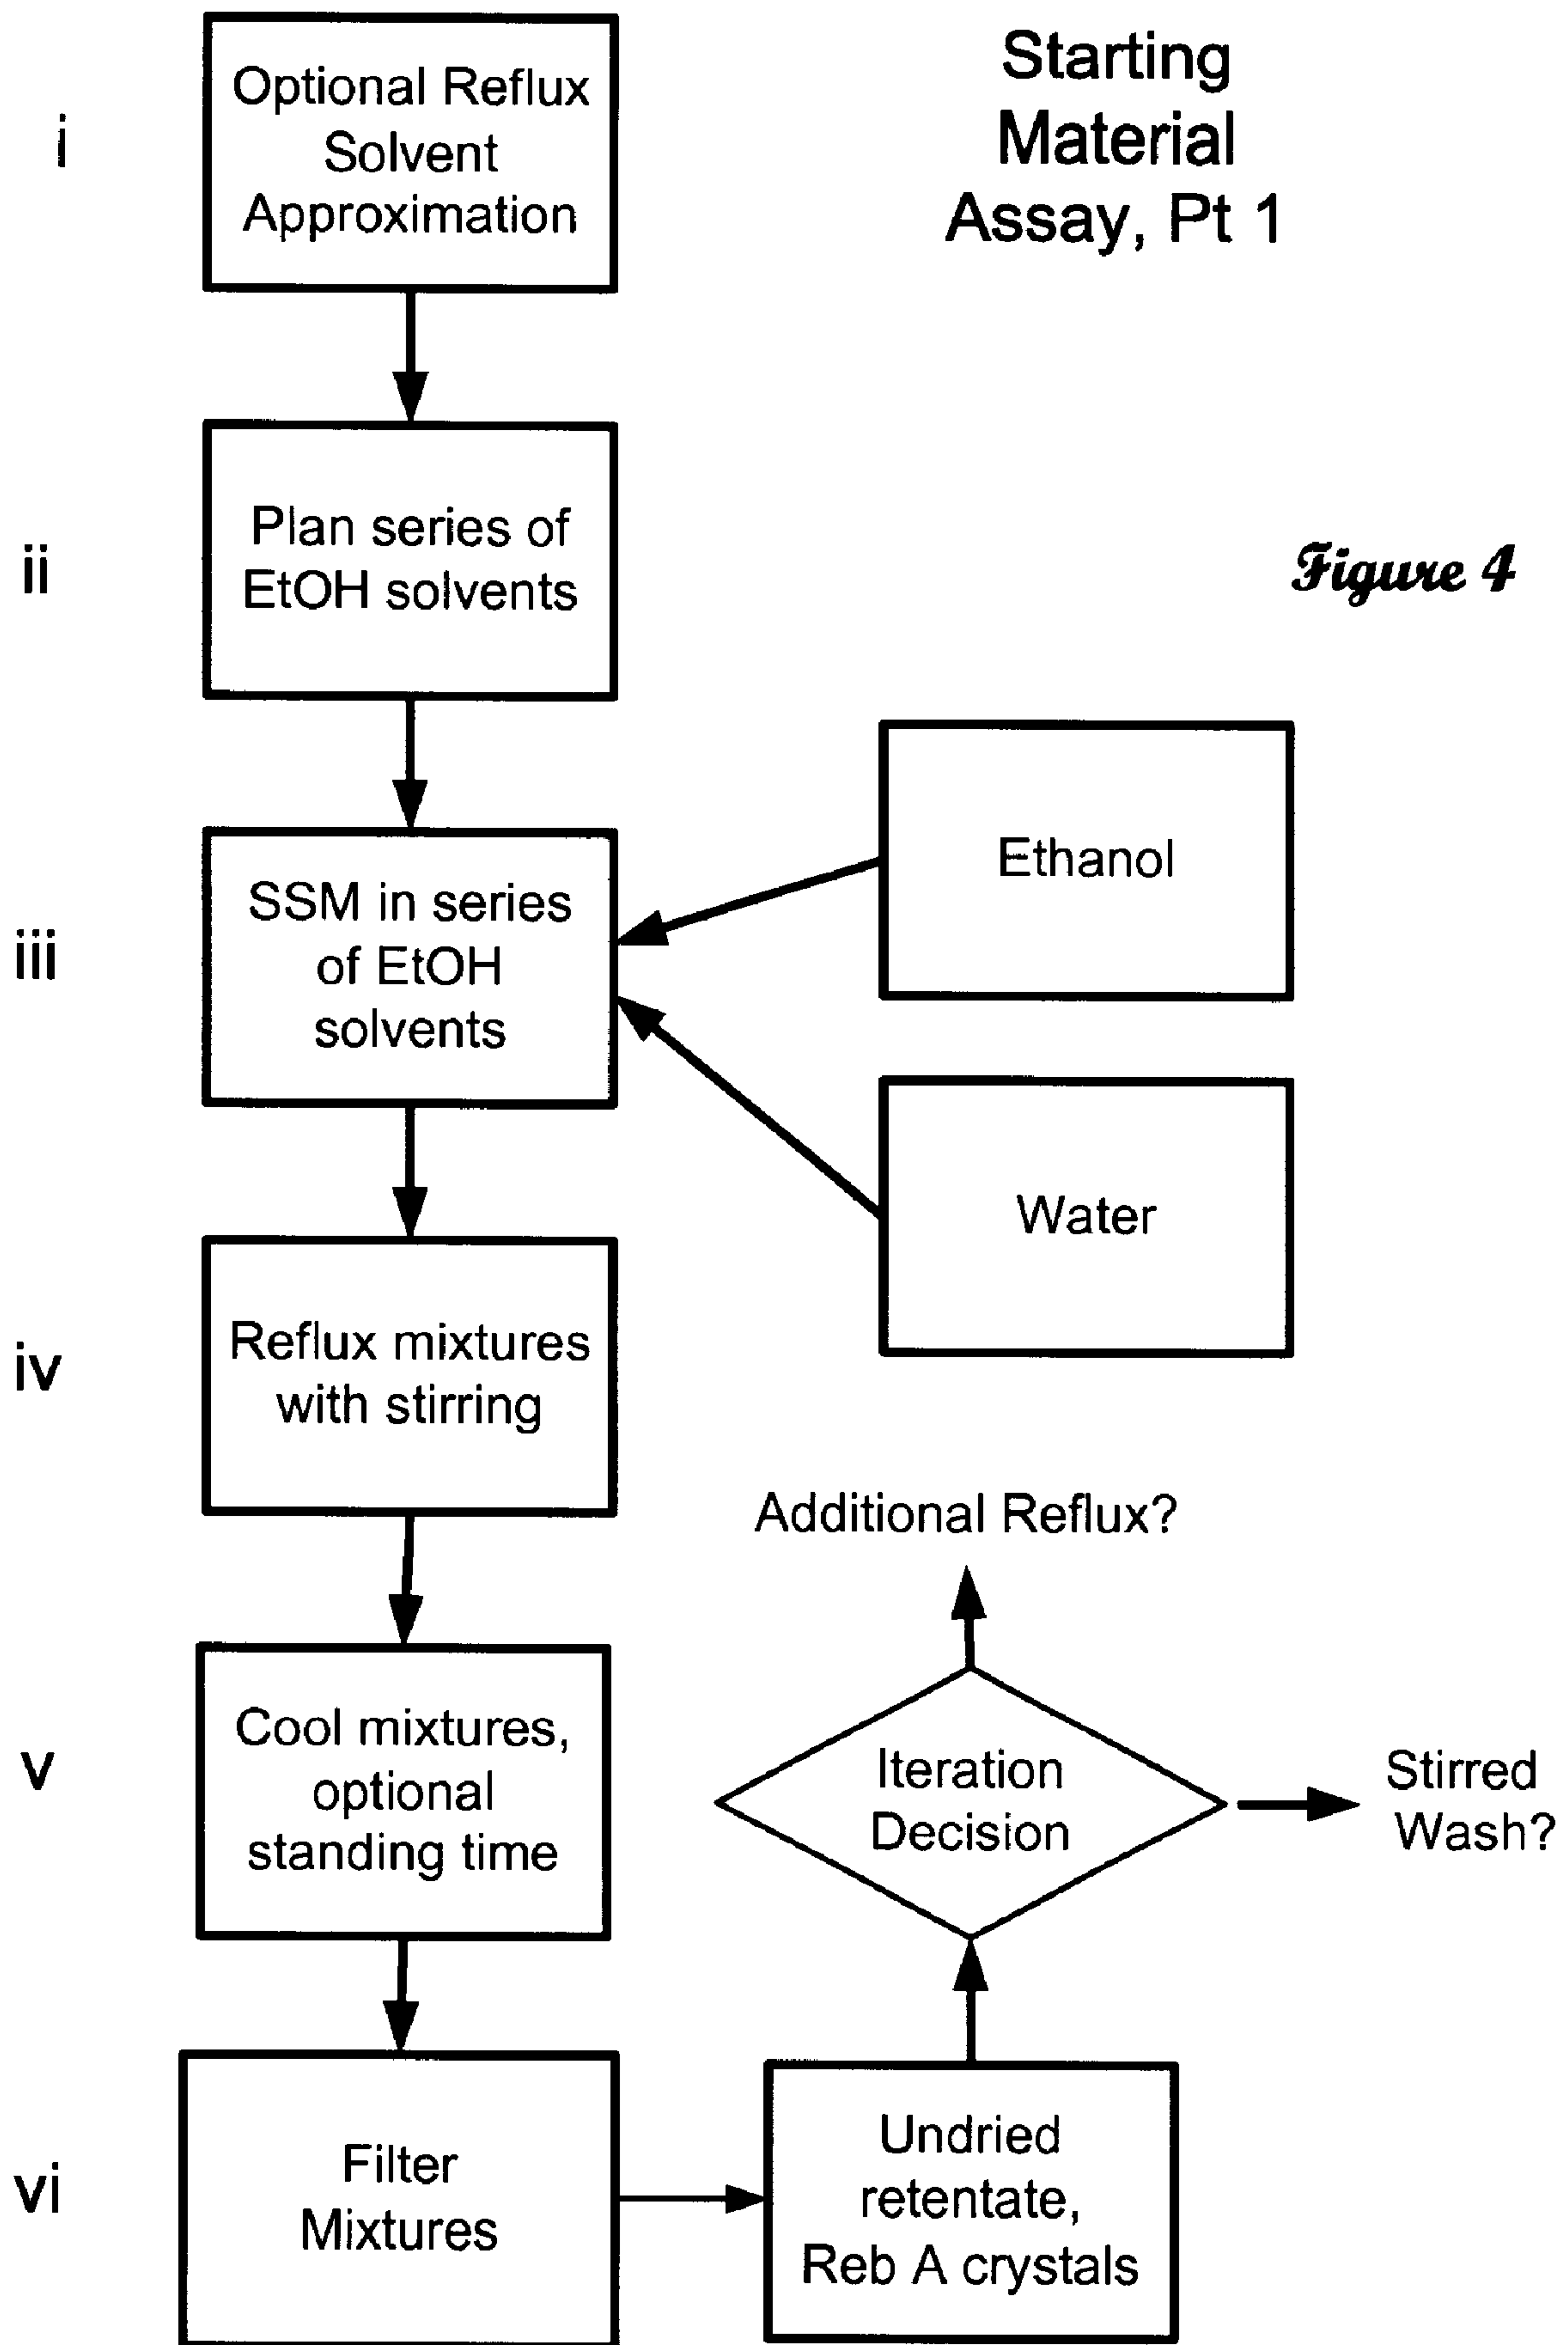 i
Optional Reflux
Solvent
Approximation
Starting
Material
Assay, Pt 1
ii
Plan series of
EtOH solvents
Figure 4
iii
SSM in series
of EtOH
solvents
Ethanol
Water
iv
Reflux mixtures
with stirring
Additional Reflux?
v
Cool mixtures,
optional
standing time
Iteration
Decision
Stirred
Wash?
vi
Filter
Mixtures
Undried
retentate,
Reb A crystals